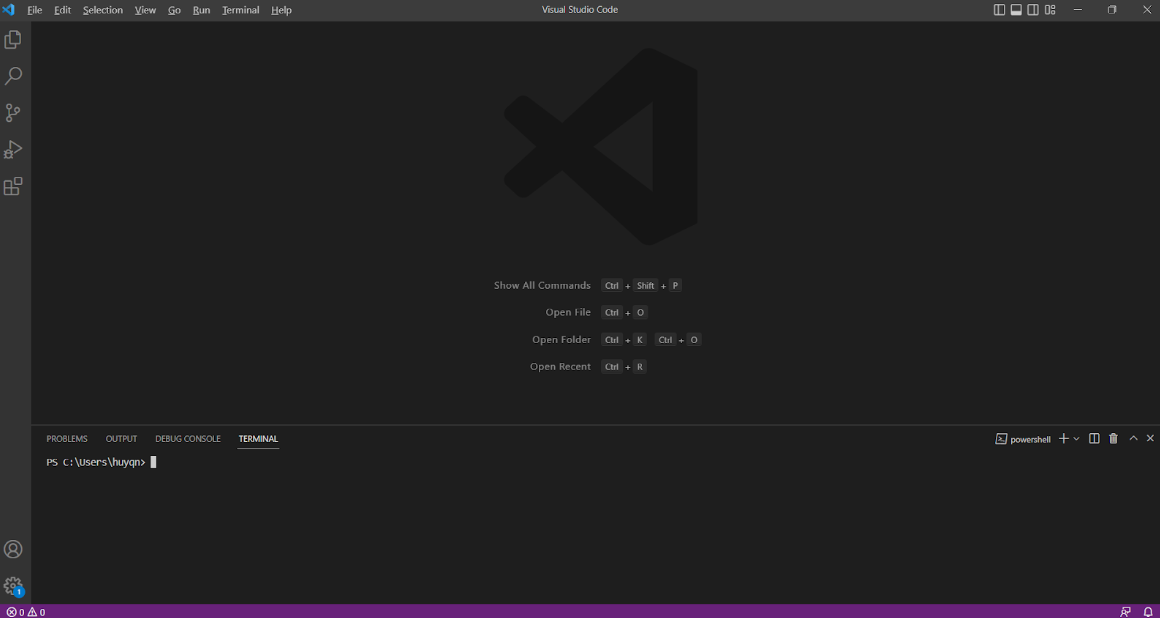 File Edit Selection View Go Run Terminal Help Visual Studio Code
Show All Commands Ctrl + Shift + P
Open File Ctrl + O
Open Folder Ctrl + K Ctrl + O
Open Recent Ctrl + R
PROBLEMS OUTPUT DEBUG CONSOLE TERMINAL powershell
PS C:\Users\huyqn>
1
0 0